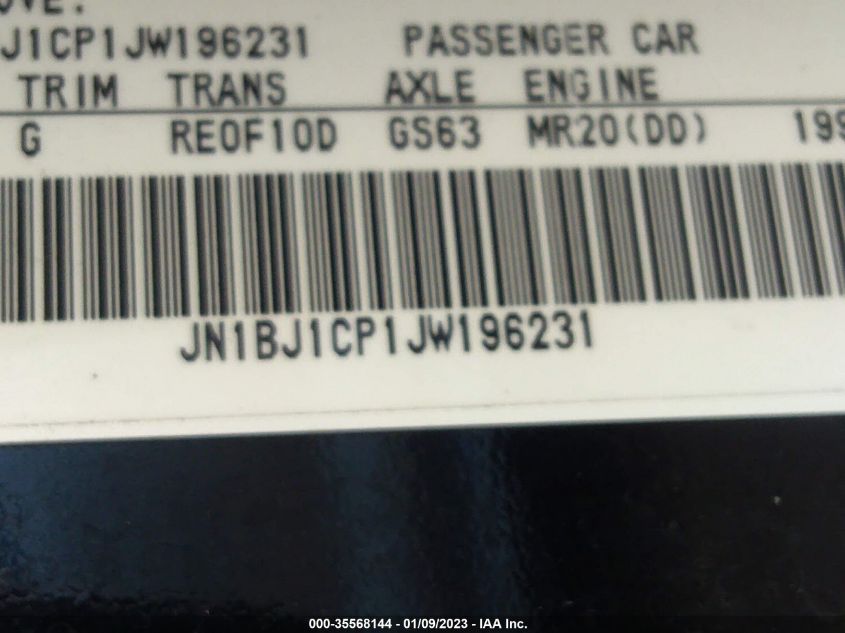 J1CP1JW196231 PASSENGER CAR
TRIM TRANS AXLE ENGINE
G RE0F10D GS63 MR20(DD) 199
JN1BJ1CP1JW196231
000-35568144 - 01/09/2023 - IAA Inc.